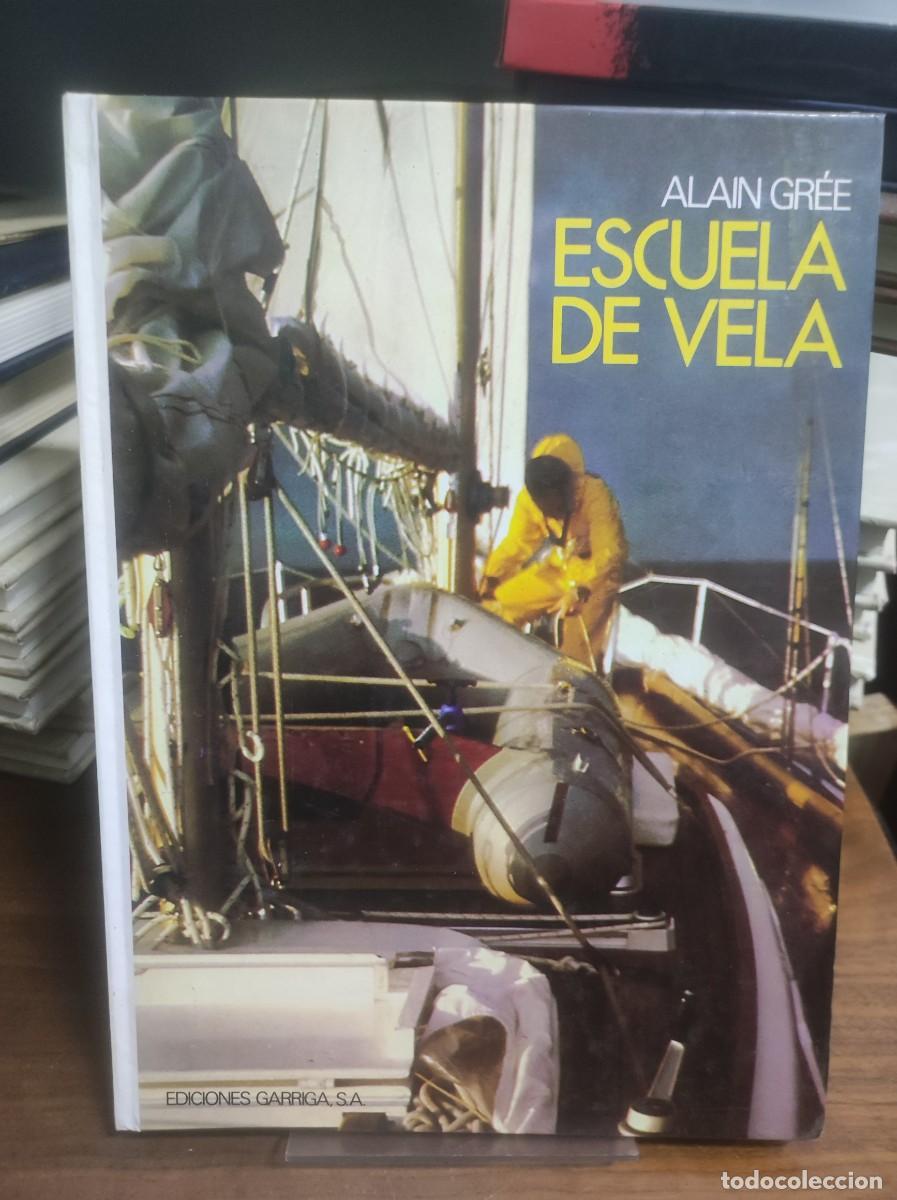 ALAIN GRÉE
ESCUELA
DE VELA
EDICIONES GARRIGA, S.A.
todocoleccion